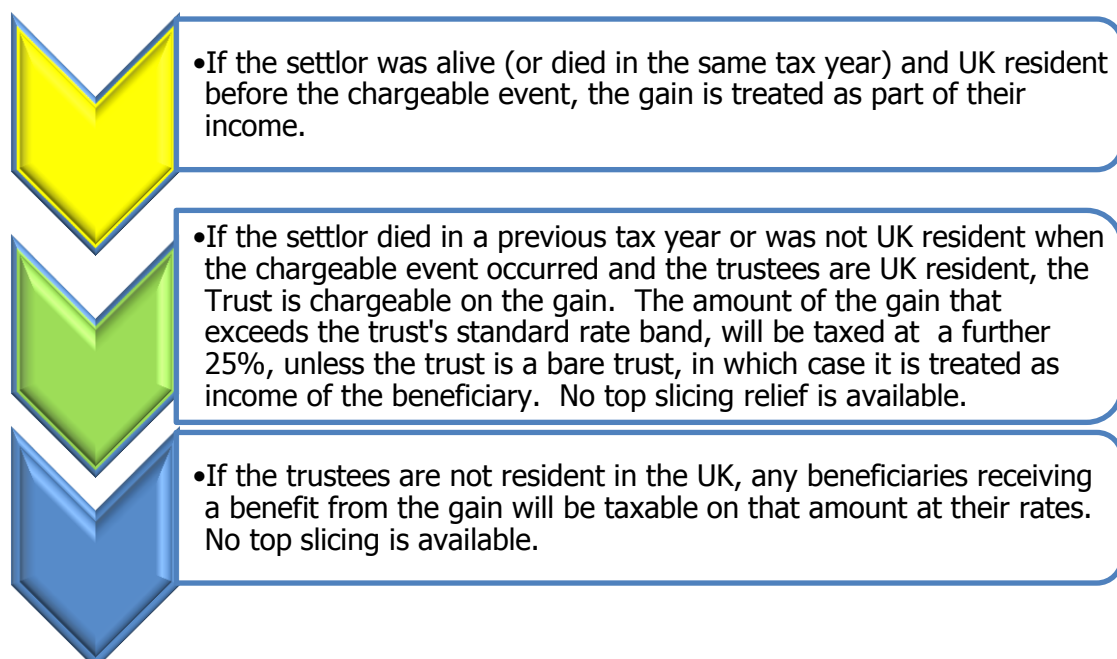 •If the settlor was alive (or died in the same tax year) and UK resident
before the chargeable event, the gain is treated as part of their
income.
•If the settlor died in a previous tax year or was not UK resident when
the chargeable event occurred and the trustees are UK resident, the
Trust is chargeable on the gain.  The amount of the gain that
exceeds the trust's standard rate band, will be taxed at  a further
25%, unless the trust is a bare trust, in which case it is treated as
income of the beneficiary.  No top slicing relief is available.
•If the trustees are not resident in the UK, any beneficiaries receiving
a benefit from the gain will be taxable on that amount at their rates.
No top slicing is available.